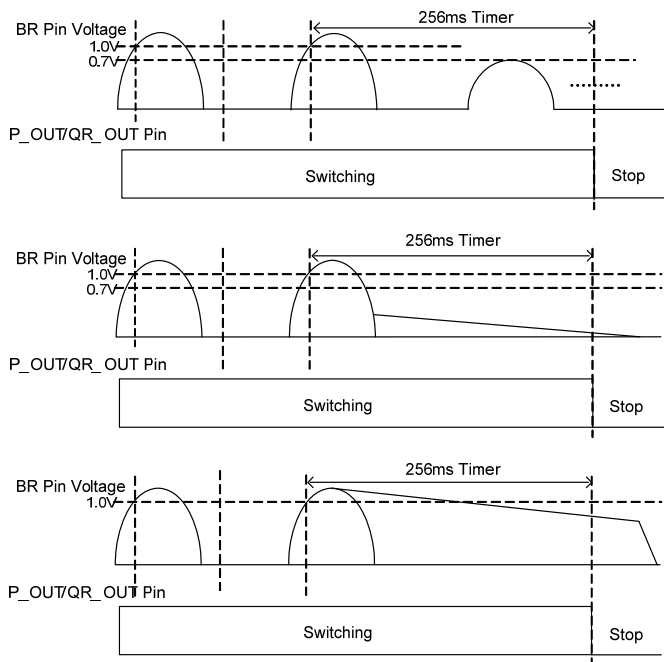 256ms Timer
BR Pin Voltage
1.0V
0.7V
P_OUT/QR_OUT Pin
Switching
Stop
256ms Timer
BR Pin Voltage
1.0V
0.7V
P_OUT/QR_OUT Pin
Switching
Stop
256ms Timer
BR Pin Voltage
1.0V
P_OUT/QR_OUT Pin
Switching
Stop